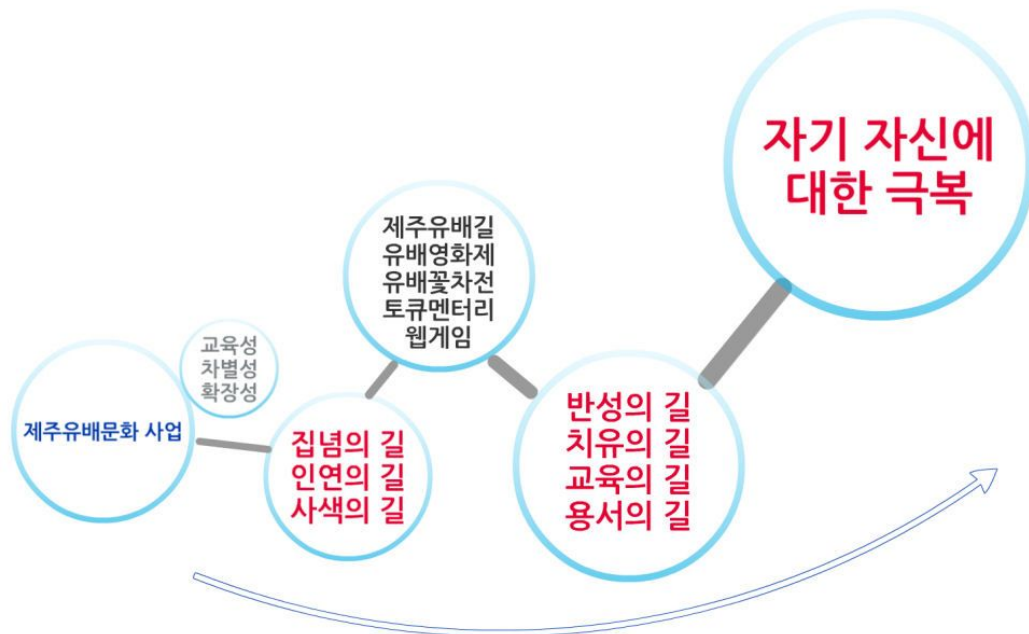 제주유배문화 사업
교육성
차별성
확장성
집념의 길
인연의 길
사색의 길
제주유배길
유배영화제
유배꽃차전
토큐멘터리
웹게임
반성의 길
치유의 길
교육의 길
용서의 길
자기 자신에
대한 극복